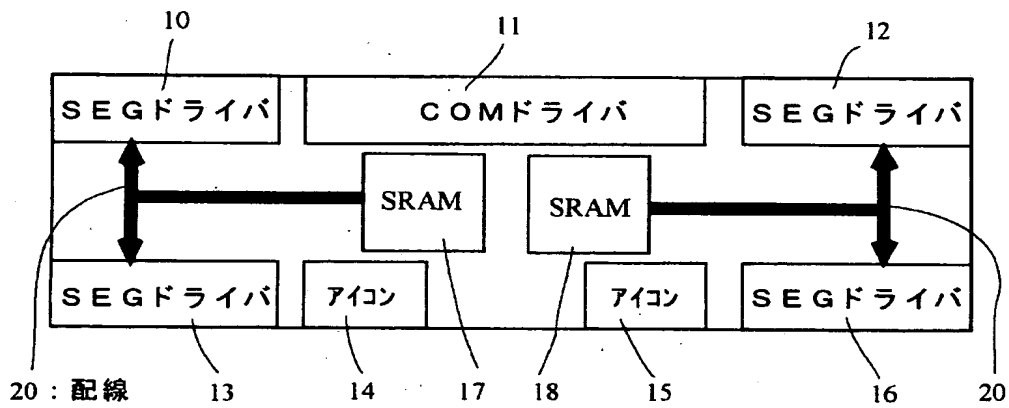 10 11 12
SEGドライバ COMドライバ SEGドライバ
SRAM SRAM
SEGドライバ アイコン アイコン SEGドライバ
20:配線 13 14 17 18 15 16 20